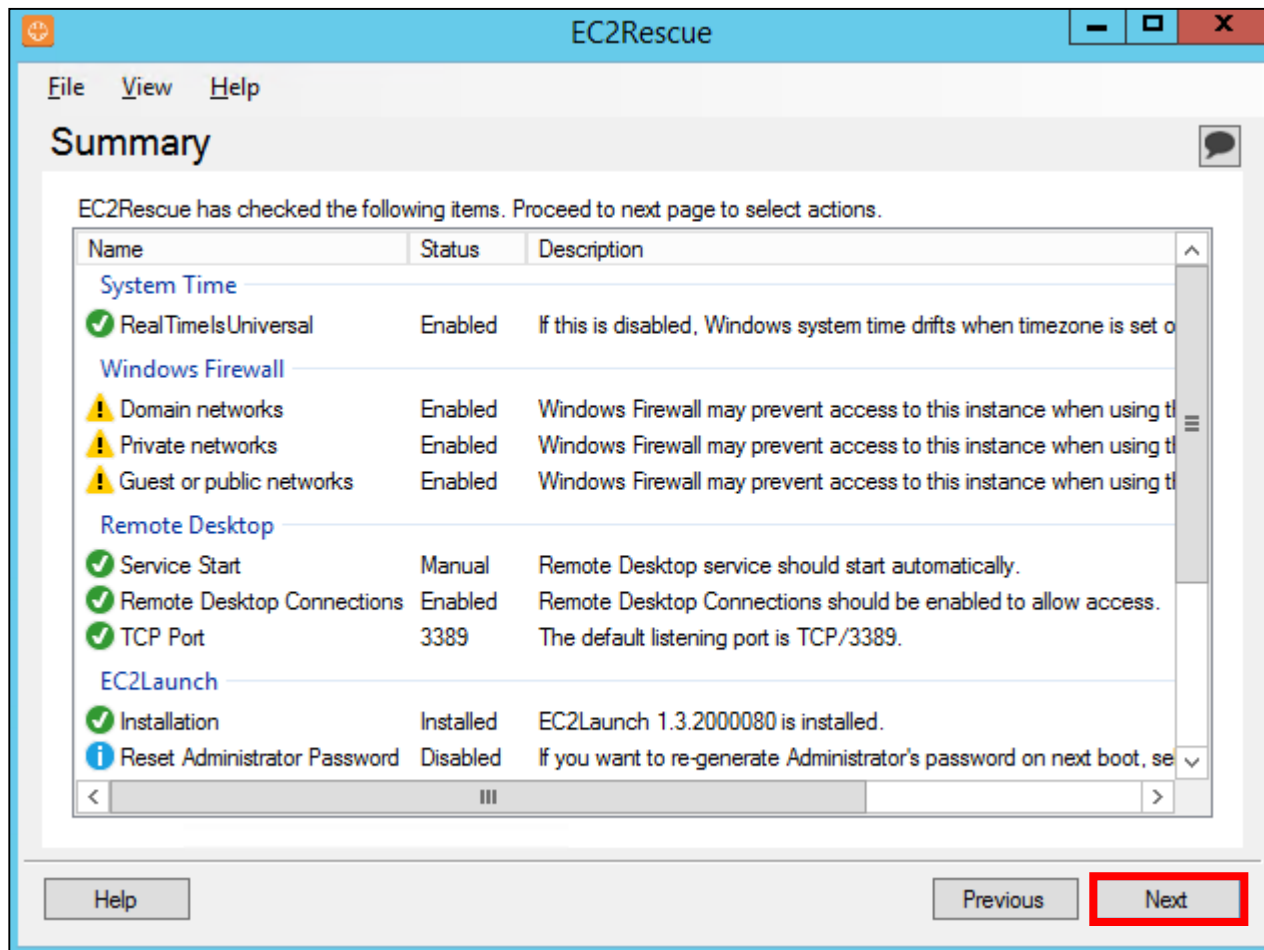 EC2Rescue
File View Help
Summary
EC2Rescue has checked the following items. Proceed to next page to select actions.
Name Status Description
System Time
RealTimeIsUniversal Enabled If this is disabled, Windows system time drifts when timezone is set o
Windows Firewall
Domain networks Enabled Windows Firewall may prevent access to this instance when using
Private networks Enabled Windows Firewall may prevent access to this instance when using
Guest or public networks Enabled Windows Firewall may prevent access to this instance when using
Remote Desktop
Service Start Manual Remote Desktop service should start automatically.
Remote Desktop Connections Enabled Remote Desktop Connections should be enabled to allow access.
TCP Port 3389 The default listening port is TCP/3389.
EC2Launch
Installation Installed EC2Launch 1.3.2000080 is installed.
Reset Administrator Password Disabled If you want to re-generate Administrator's password on next boot, se
Help Previous Next